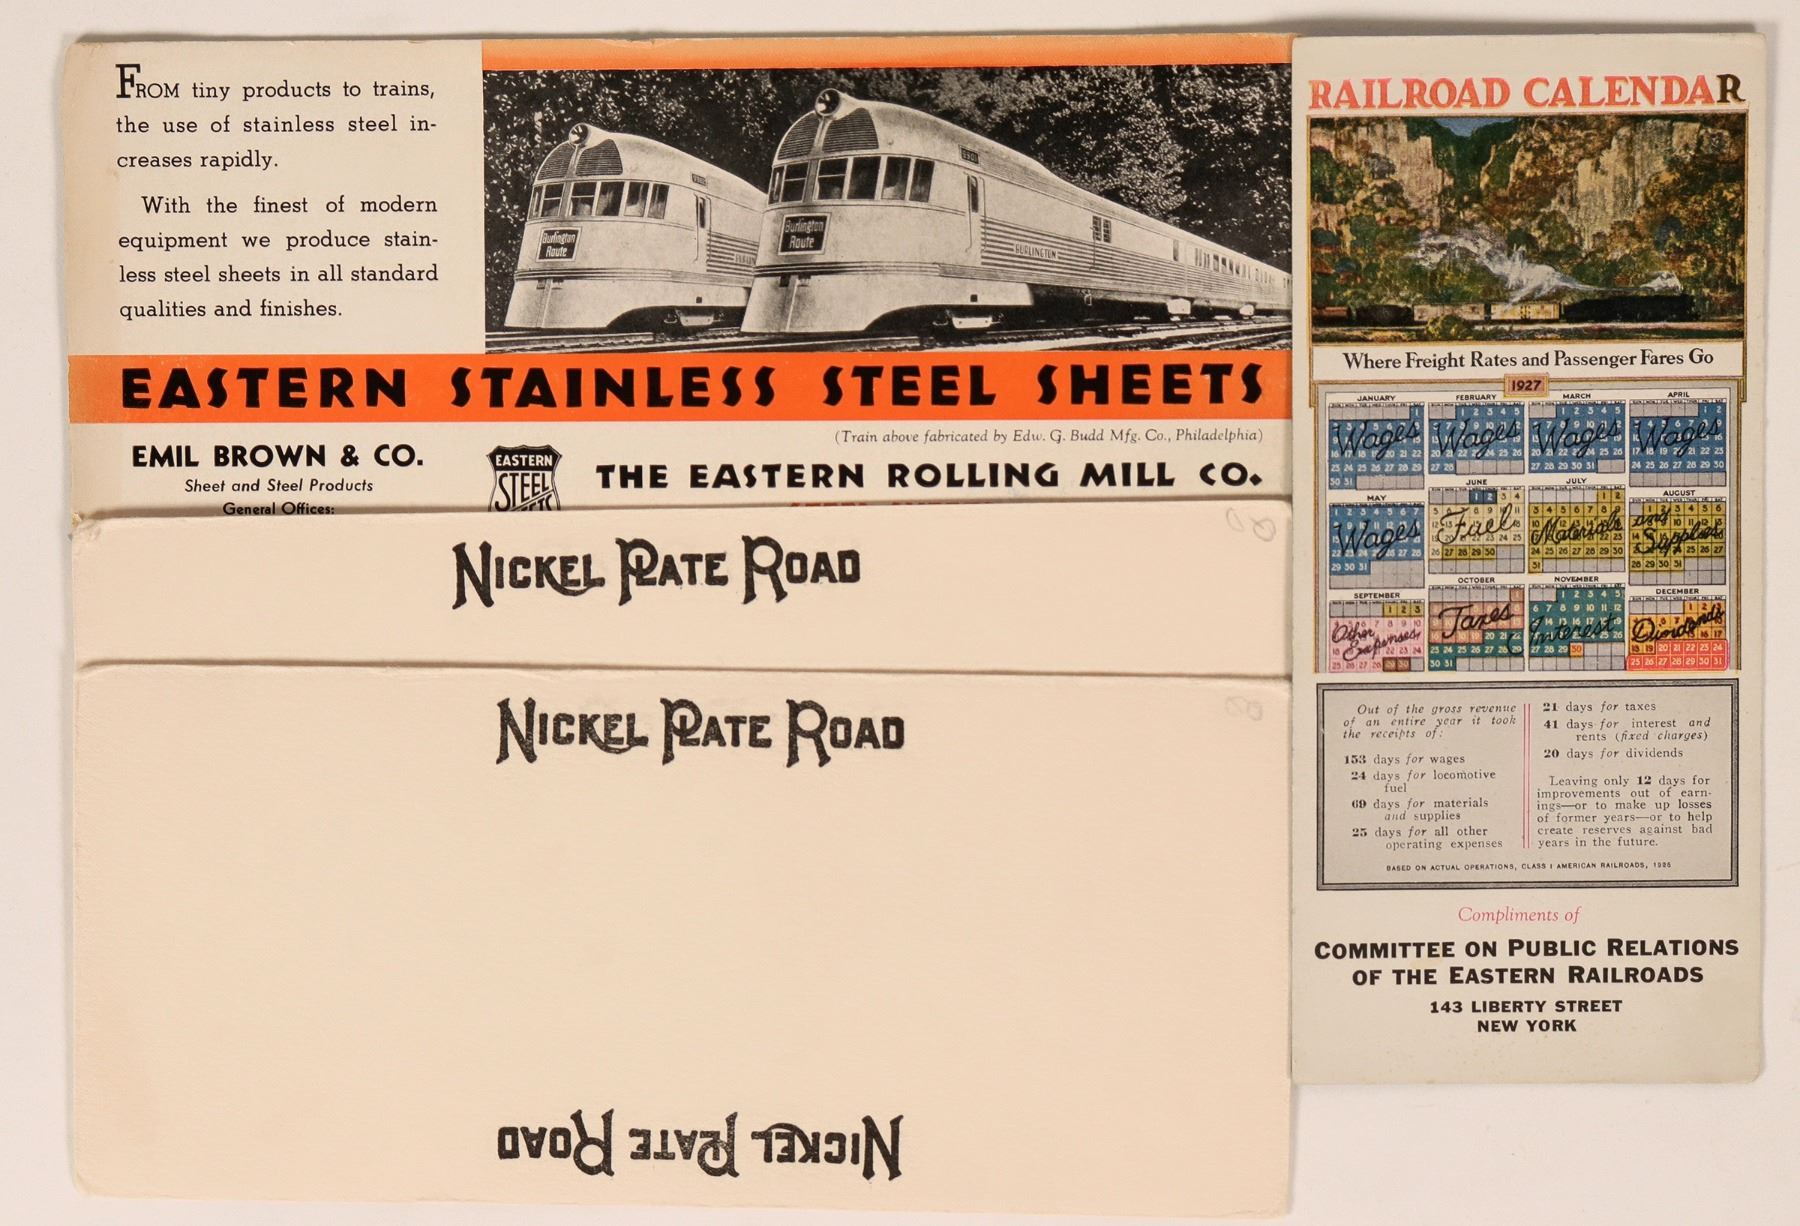 FROM tiny products to trains,
the use of stainless steel in-
creases rapidly.
With the finest of modern
equipment we produce stain-
less steel sheets in all standard
qualities and finishes.
Burlington
Route
Burlington
Route
BURLINGTON
EASTERN STAINLESS STEEL SHEETS
(Train above fabricated by Edw. G. Budd Mfg. Co., Philadelphia)
EMIL BROWN & CO.
Sheet and Steel Products
General Offices:
EASTERN
STEEL
THE EASTERN ROLLING MILL CO.
NICKEL PLATE ROAD
NICKEL PLATE ROAD
NICKEL PLATE ROAD
RAILROAD CALENDAR
Where Freight Rates and Passenger Fares Go
1927
JANUARY FEBRUARY MARCH APRIL
Wages Wages Wages Wages
MAY JUNE JULY AUGUST
Wages Fuel Materials and Supplies
SEPTEMBER OCTOBER NOVEMBER DECEMBER
Other Expenses Taxes Interest Dividends
Out of the gross revenue
of an entire year it took
the receipts of:
153 days for wages
24 days for locomotive
fuel
69 days for materials
and supplies
25 days for all other
operating expenses
21 days for taxes
41 days for interest and
rents (fixed charges)
20 days for dividends
Leaving only 12 days for
improvements out of earn-
ings—or to make up losses
of former years—or to help
create reserves against bad
years in the future.
BASED ON ACTUAL OPERATIONS, CLASS I AMERICAN RAILROADS, 1925
Compliments of
COMMITTEE ON PUBLIC RELATIONS
OF THE EASTERN RAILROADS
143 LIBERTY STREET
NEW YORK